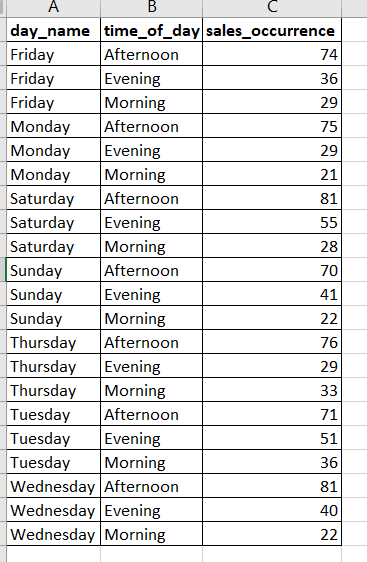 A B C
day_name time_of_day sales_occurrence
Friday Afternoon 74
Friday Evening 36
Friday Morning 29
Monday Afternoon 75
Monday Evening 29
Monday Morning 21
Saturday Afternoon 81
Saturday Evening 55
Saturday Morning 28
Sunday Afternoon 70
Sunday Evening 41
Sunday Morning 22
Thursday Afternoon 76
Thursday Evening 29
Thursday Morning 33
Tuesday Afternoon 71
Tuesday Evening 51
Tuesday Morning 36
Wednesday Afternoon 81
Wednesday Evening 40
Wednesday Morning 22